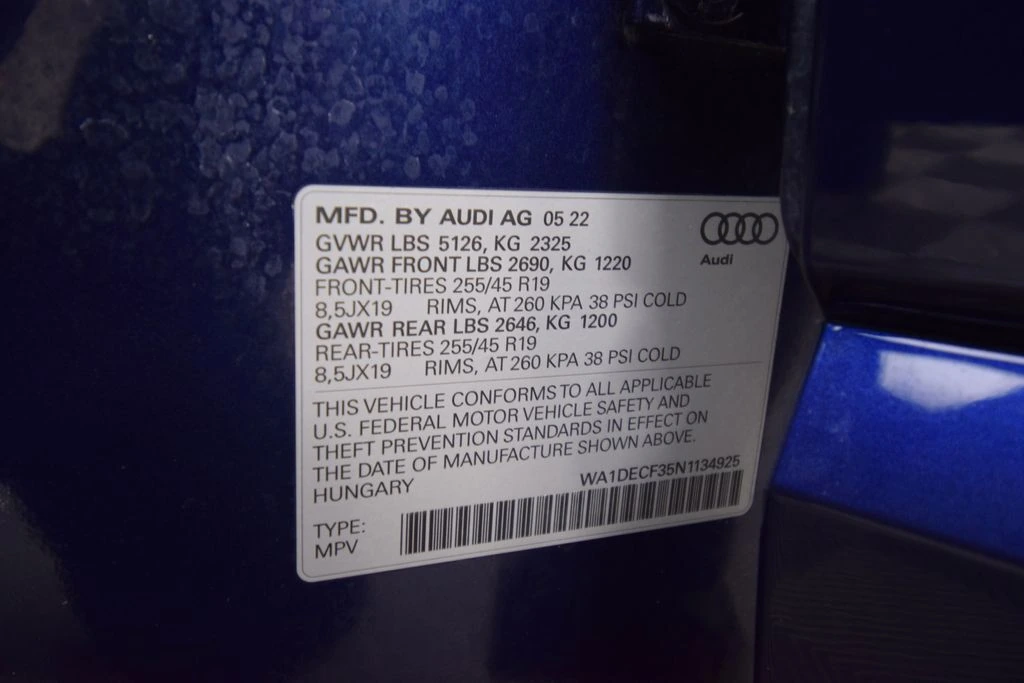 MFD. BY AUDI AG 05 22
GVWR LBS 5126, KG 2325
GAWR FRONT LBS 2690, KG 1220
FRONT-TIRES 255/45 R19
8,5JX19 RIMS, AT 260 KPA 38 PSI COLD
GAWR REAR LBS 2646, KG 1200
REAR-TIRES 255/45 R19
8,5JX19 RIMS, AT 260 KPA 38 PSI COLD
Audi
THIS VEHICLE CONFORMS TO ALL APPLICABLE
U.S. FEDERAL MOTOR VEHICLE SAFETY AND
THEFT PREVENTION STANDARDS IN EFFECT ON
THE DATE OF MANUFACTURE SHOWN ABOVE.
HUNGARY
WA1DECF35N1134925
TYPE:
MPV